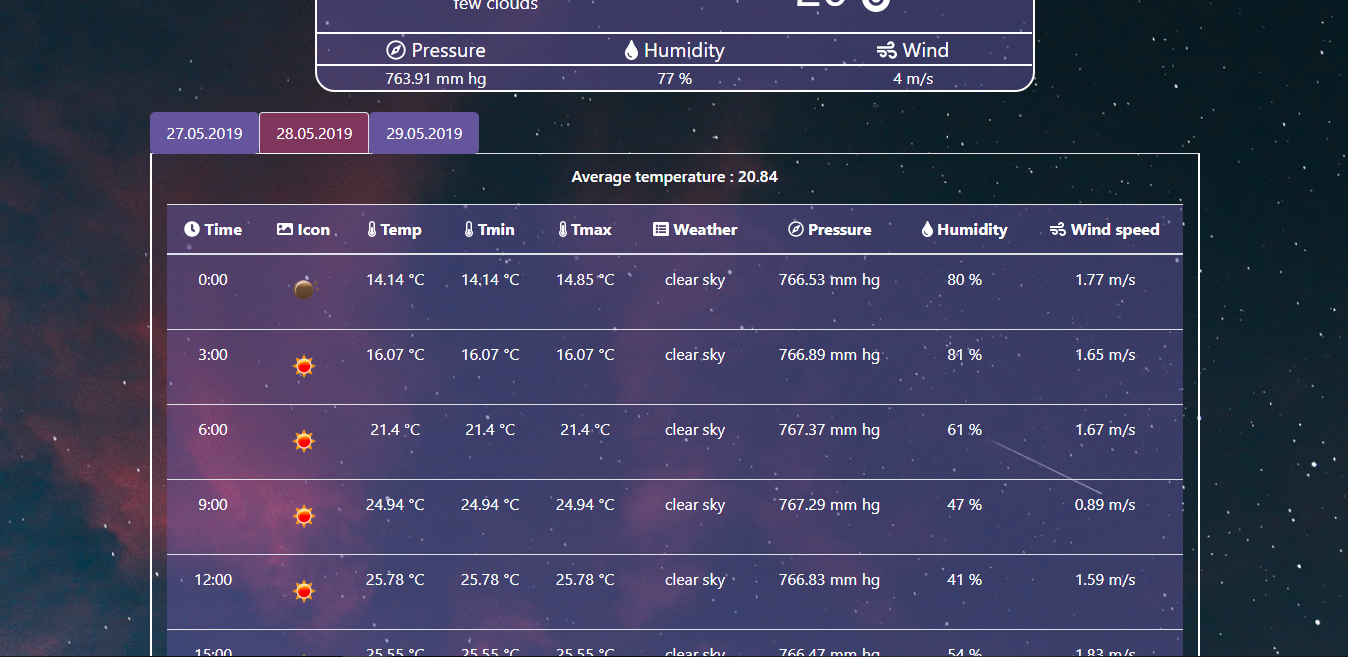 few clouds
Pressure Humidity Wind
763.91 mm hg 77 % 4 m/s
27.05.2019 28.05.2019 29.05.2019
Average temperature : 20.84
Time Icon Temp Tmin Tmax Weather Pressure Humidity Wind speed
0:00 14.14 °C 14.14 °C 14.85 °C clear sky 766.53 mm hg 80 % 1.77 m/s
3:00 16.07 °C 16.07 °C 16.07 °C clear sky 766.89 mm hg 81 % 1.65 m/s
6:00 21.4 °C 21.4 °C 21.4 °C clear sky 767.37 mm hg 61 % 1.67 m/s
9:00 24.94 °C 24.94 °C 24.94 °C clear sky 767.29 mm hg 47 % 0.89 m/s
12:00 25.78 °C 25.78 °C 25.78 °C clear sky 766.83 mm hg 41 % 1.59 m/s
15:00 25.55 °C 25.55 °C 25.55 °C clear sky 766.47 mm hg 54 % 1.83 m/s